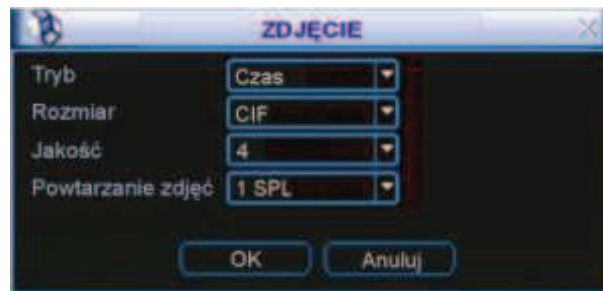 ZDJĘCIE
Tryb Czas
Rozmiar CIF
Jakość 4
Powtarzanie zdjęć 1 SPL
OK Anuluj